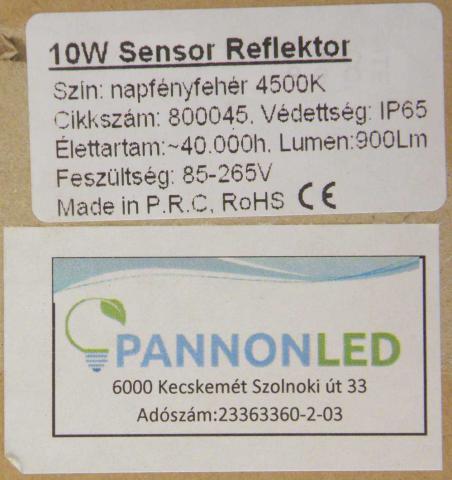 10W Sensor Reflektor
Szín: napfényfehér 4500K
Cikkszám: 800045. Védettség: IP65
Élettartam:~40.000h. Lumen:900Lm
Feszültség: 85-265V
Made in P.R.C, RoHS CE
PANNONLED
6000 Kecskemét Szolnoki út 33
Adószám:23363360-2-03